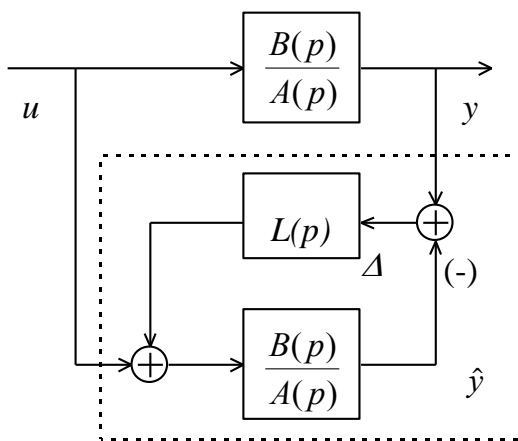 B(p)
A(p)
u
y
L(p)
Δ
(-)
B(p)
A(p)
ŷ